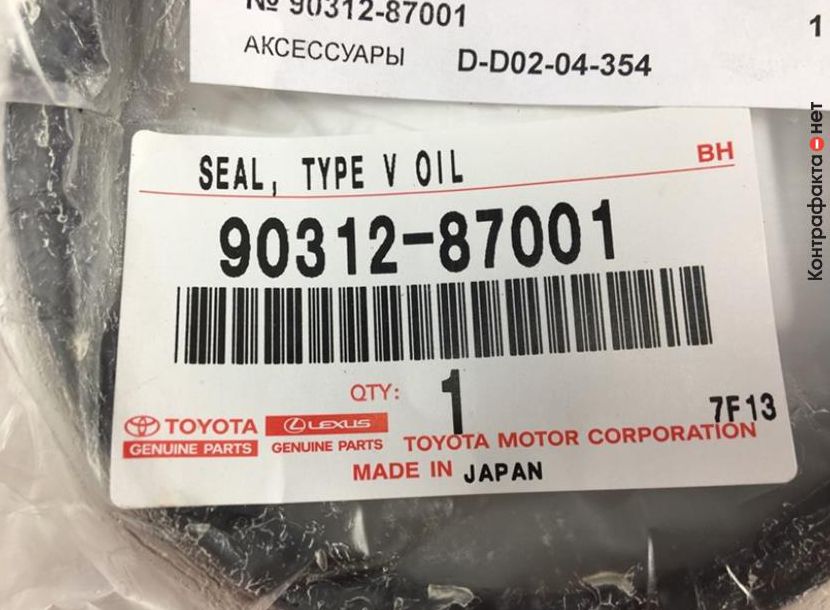 № 90312-87001
1
АКСЕССУАРЫ D-D02-04-354
Контрафакта нет
SEAL, TYPE V OIL
BH
90312-87001
QTY: 1
7F13
TOYOTA LEXUS
GENUINE PARTS GENUINE PARTS TOYOTA MOTOR CORPORATION
MADE IN JAPAN